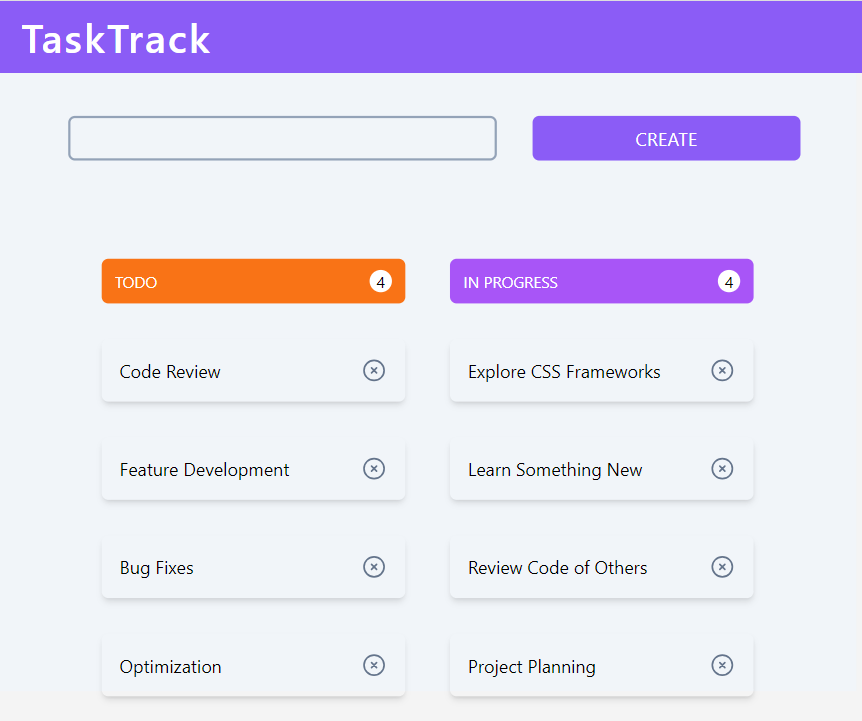 TaskTrack
CREATE
TODO 4
Code Review
Feature Development
Bug Fixes
Optimization
IN PROGRESS 4
Explore CSS Frameworks
Learn Something New
Review Code of Others
Project Planning